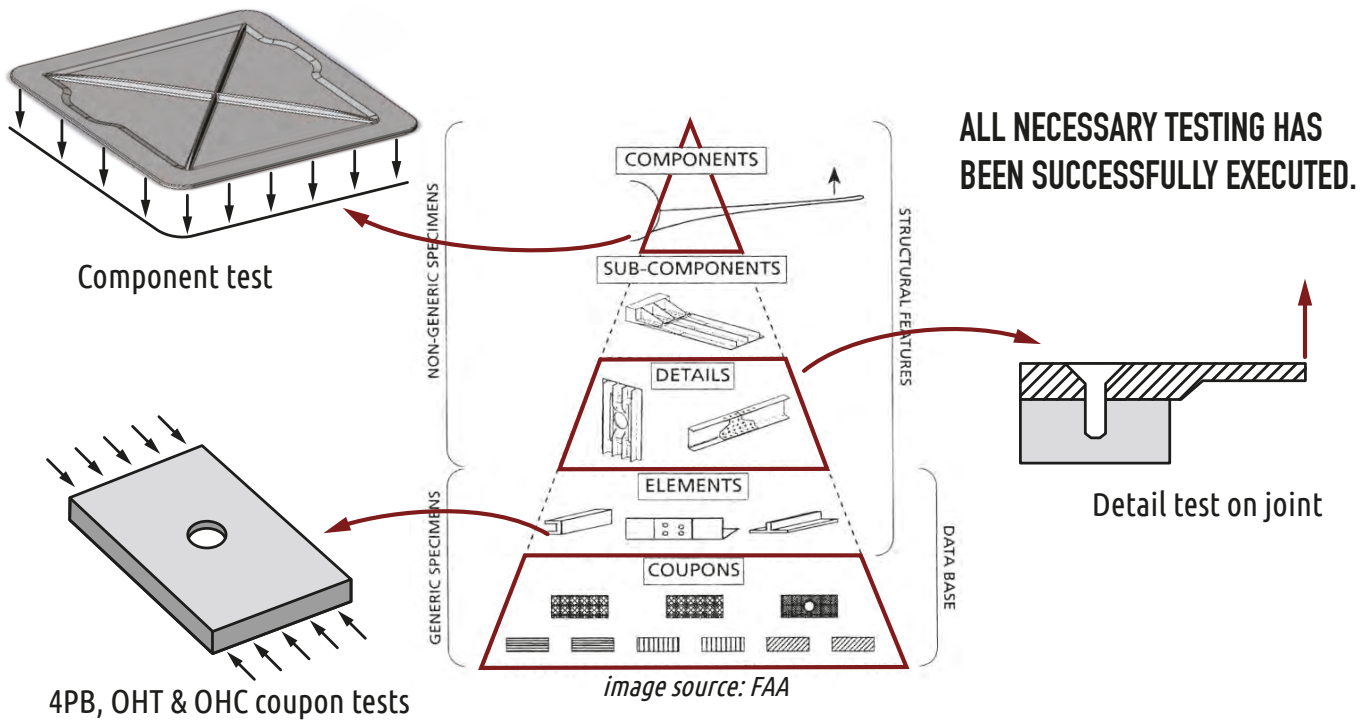 ALL NECESSARY TESTING HAS
BEEN SUCCESSFULLY EXECUTED.
COMPONENTS
NON-GENERIC SPECIMENS
STRUCTURAL FEATURES
Component test
SUB-COMPONENTS
DETAILS
ELEMENTS
Detail test on joint
GENERIC SPECIMENS
DATA BASE
COUPONS
image source: FAA
4PB, OHT & OHC coupon tests